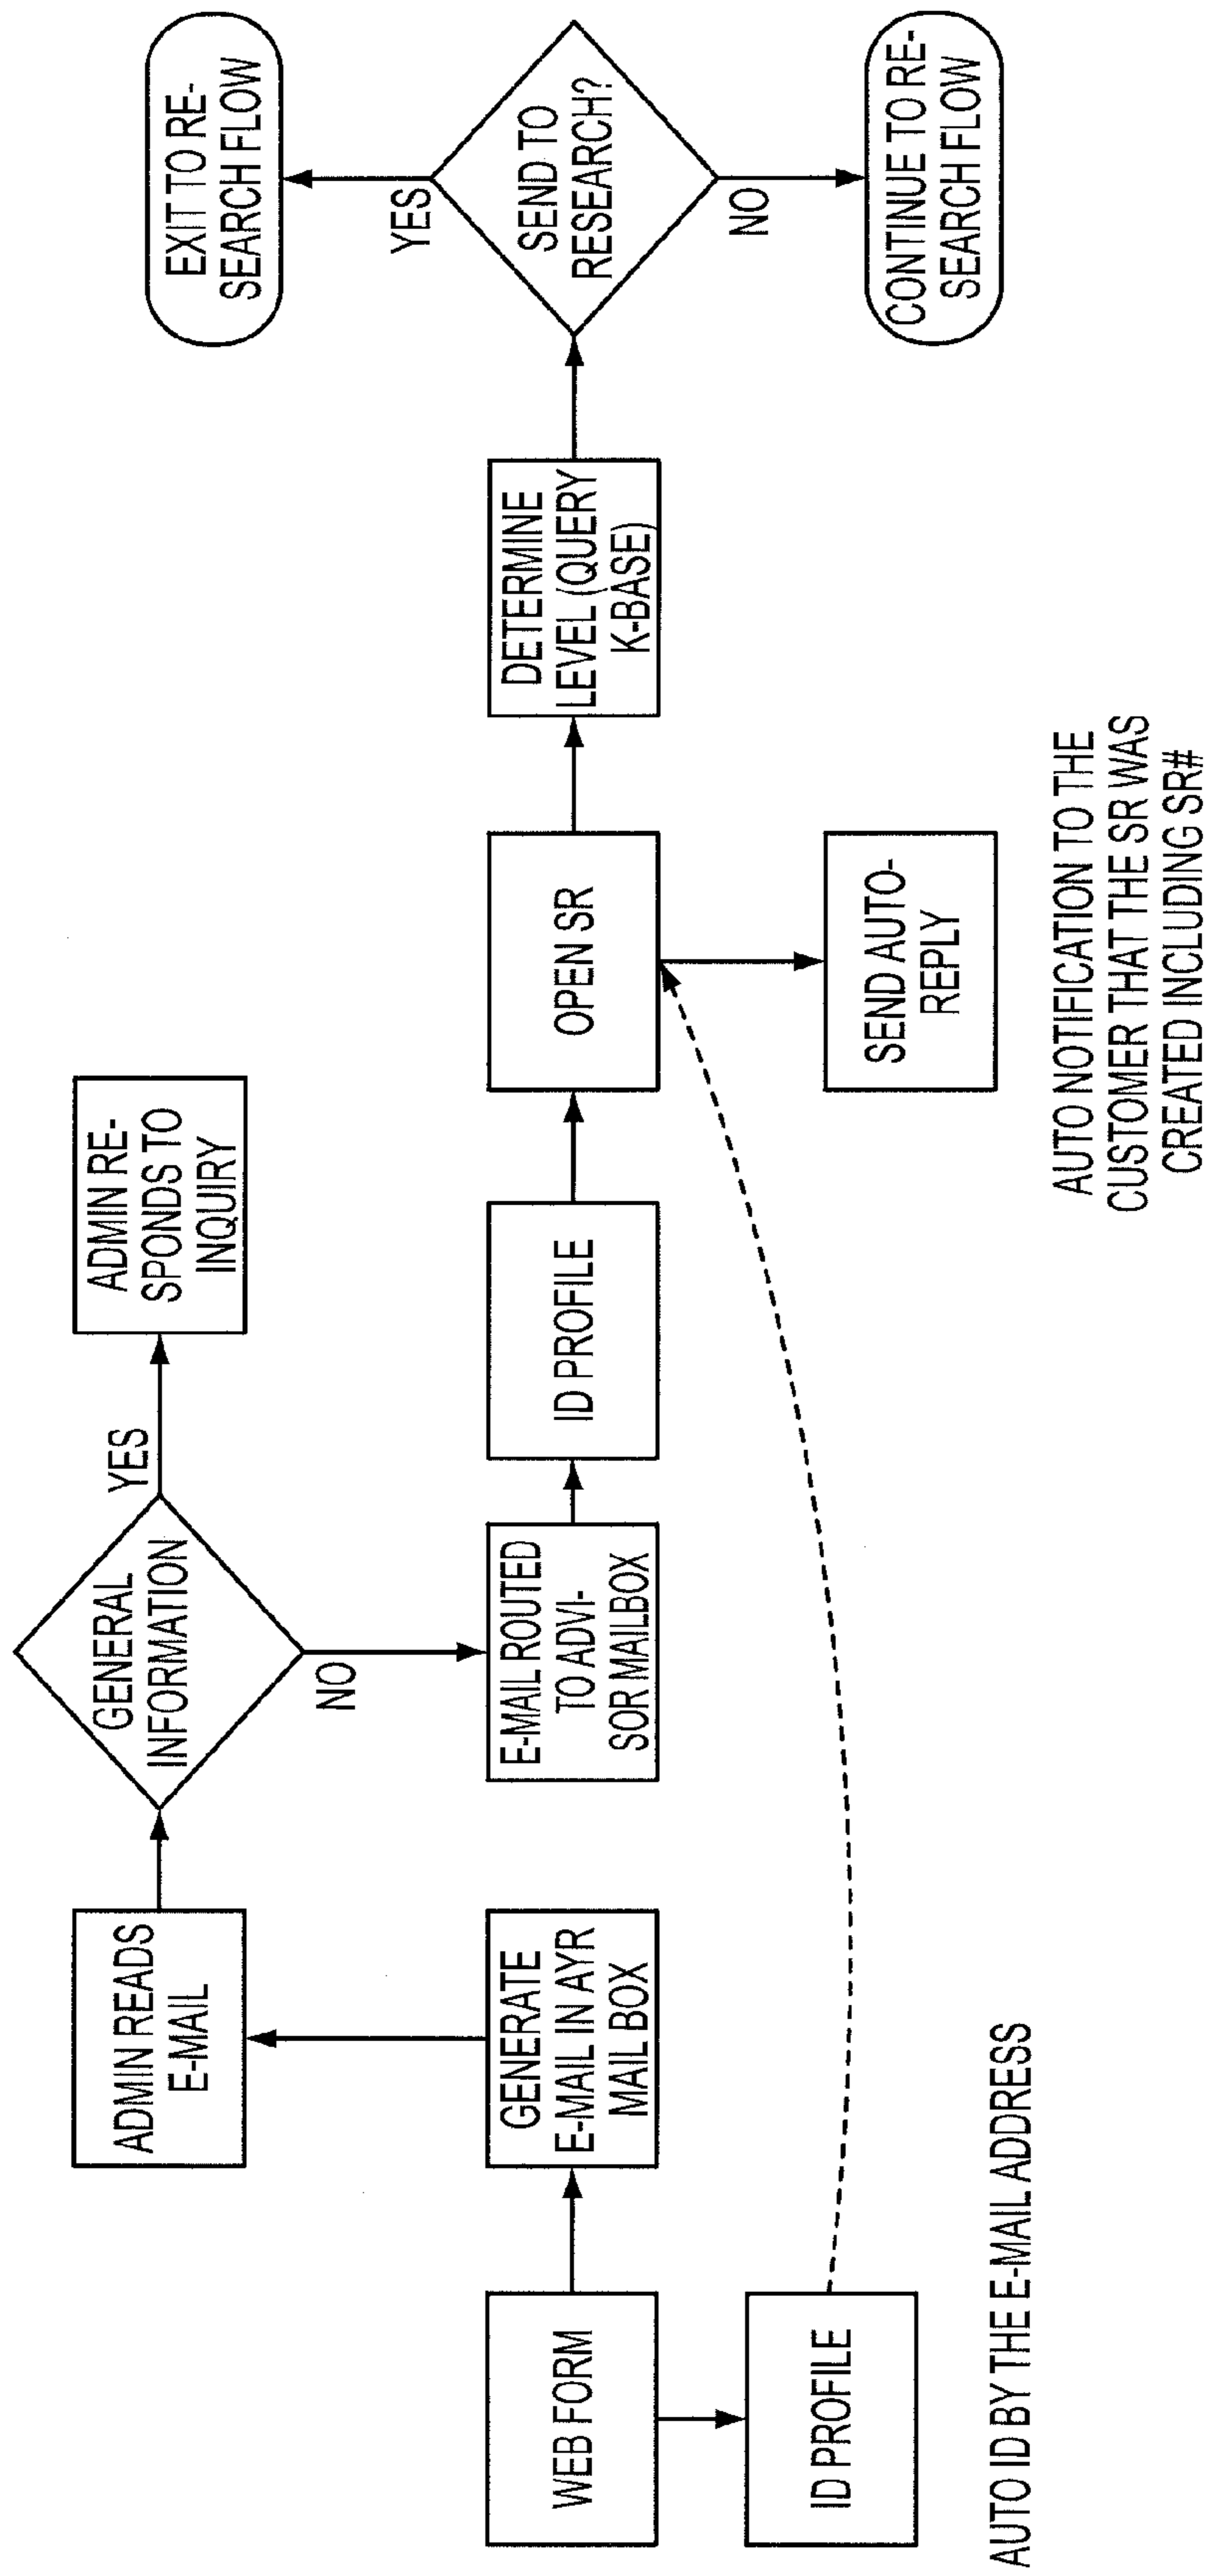 WEB FORM
ID PROFILE
AUTO ID BY THE E-MAIL ADDRESS
GENERATE
E-MAIL IN AYR
MAIL BOX
ADMIN READS
E-MAIL
GENERAL
INFORMATION
YES
NO
ADMIN RE-
SPONDS TO
INQUIRY
E-MAIL ROUTED
TO ADVI-
SOR MAILBOX
ID PROFILE
OPEN SR
SEND AUTO-
REPLY
AUTO NOTIFICATION TO THE
CUSTOMER THAT THE SR WAS
CREATED INCLUDING SR#
DETERMINE
LEVEL (QUERY
K-BASE)
SEND TO
RESEARCH?
YES
NO
EXIT TO RE-
SEARCH FLOW
CONTINUE TO RE-
SEARCH FLOW